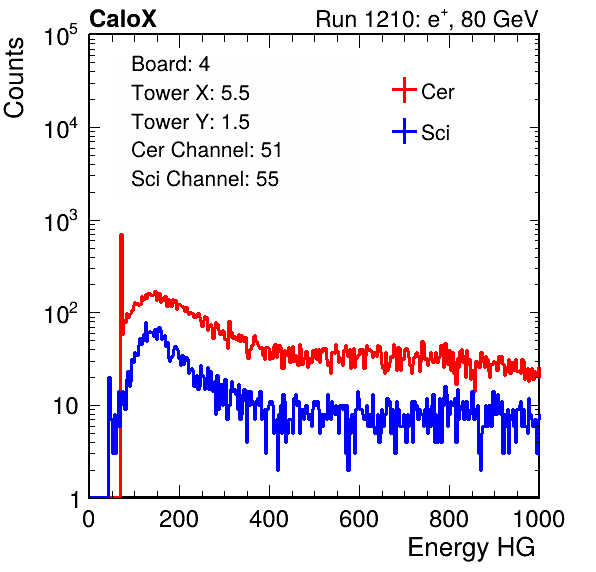 CaloX Run 1210: e⁺, 80 GeV
Counts
Board: 4
Tower X: 5.5
Tower Y: 1.5
Cer Channel: 51
Sci Channel: 55
Cer
Sci
10⁵
10⁴
10³
10²
10
1
0 200 400 600 800 1000
Energy HG